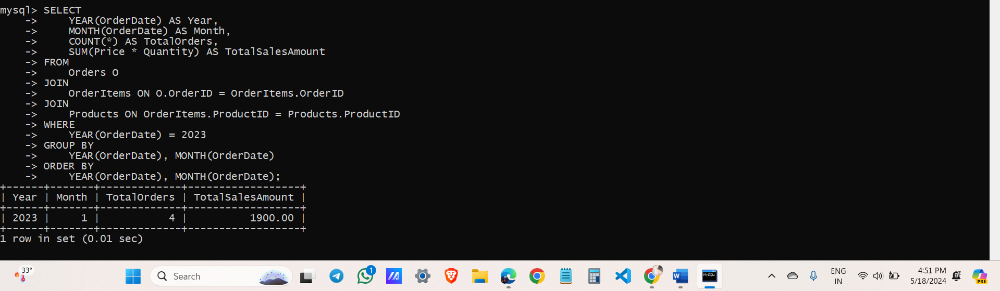 mysql> SELECT
    ->     YEAR(OrderDate) AS Year,
    ->     MONTH(OrderDate) AS Month,
    ->     COUNT(*) AS TotalOrders,
    ->     SUM(Price * Quantity) AS TotalSalesAmount
    -> FROM
    ->     Orders O
    -> JOIN
    ->     OrderItems ON O.OrderID = OrderItems.OrderID
    -> JOIN
    ->     Products ON OrderItems.ProductID = Products.ProductID
    -> WHERE
    ->     YEAR(OrderDate) = 2023
    -> GROUP BY
    ->     YEAR(OrderDate), MONTH(OrderDate)
    -> ORDER BY
    ->     YEAR(OrderDate), MONTH(OrderDate);
+------+-------+-------------+------------------+
| Year | Month | TotalOrders | TotalSalesAmount |
+------+-------+-------------+------------------+
| 2023 |     1 |           4 |          1900.00 |
+------+-------+-------------+------------------+
1 row in set (0.01 sec)
33°
Search
1
W
MySQL
PRE
ENG
IN
4:51 PM
5/18/2024